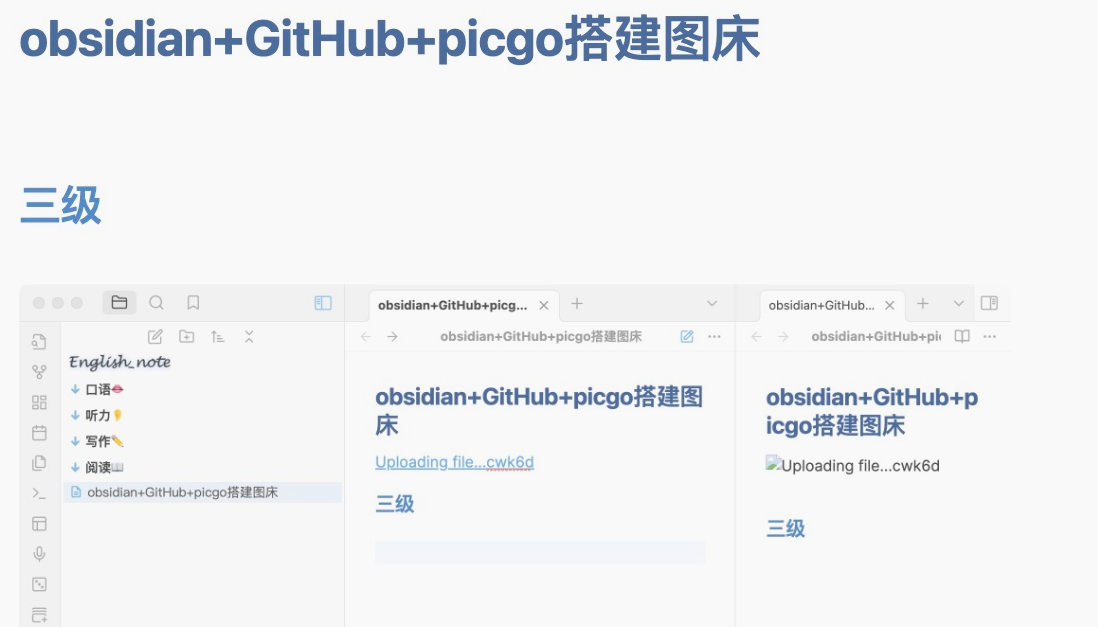 obsidian+GitHub+picgo搭建图床
三级
obsidian+GitHub+picg...
obsidian+GitHub...
obsidian+GitHub+picgo搭建图床
obsidian+GitHub+pic
English_note
口语👄
听力👂
写作✏️
阅读📖
obsidian+GitHub+picgo搭建图床
obsidian+GitHub+picgo搭建图
床
Uploading file...cwk6d
三级
obsidian+GitHub+p
icgo搭建图床
Uploading file...cwk6d
三级